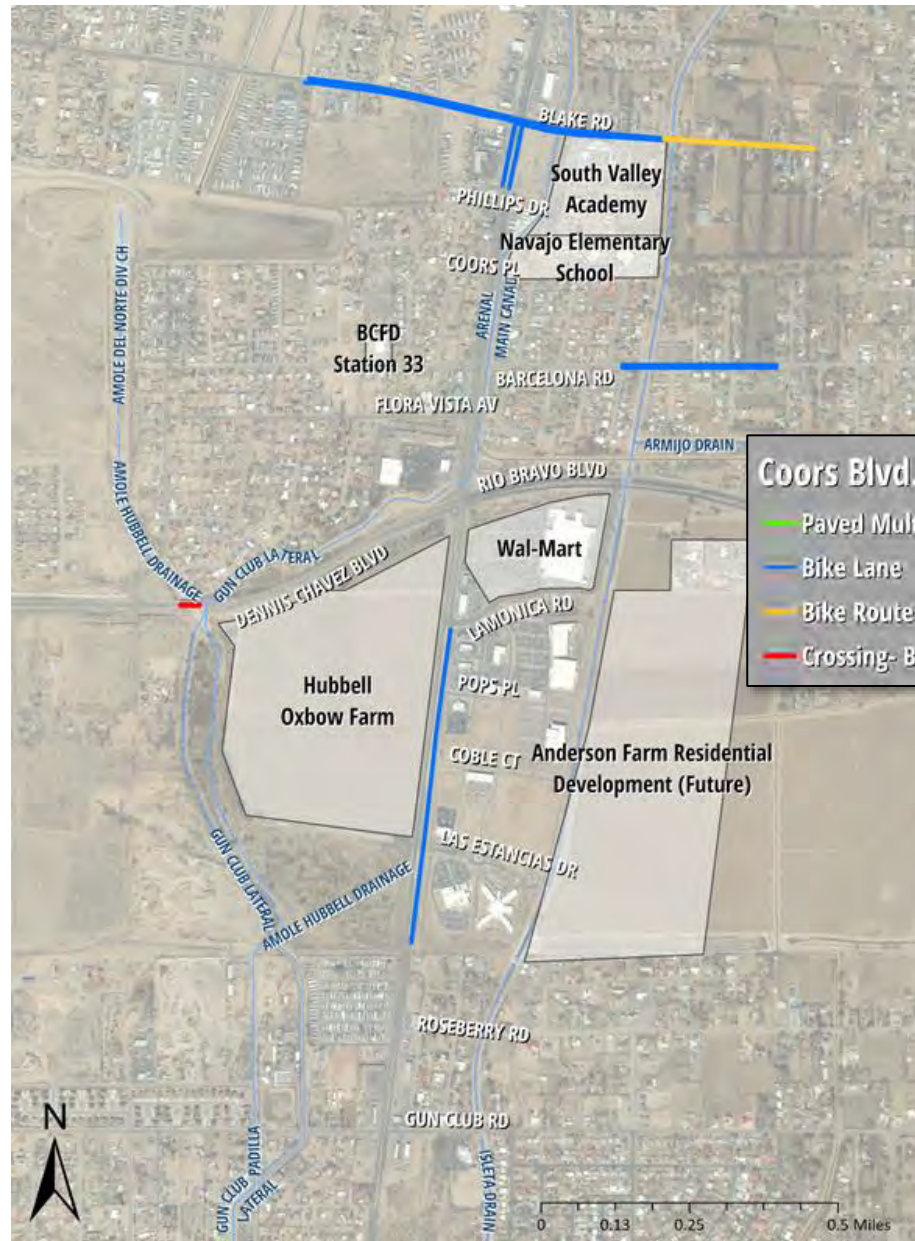 BLAKE RD
South Valley
Academy
PHILLIPS DR
Navajo Elementary
School
COORS PL
AMOLE DEL NORTE DIV CH
ARENAL
MAIN CANAL
BCFD
Station 33
BARCELONA RD
FLORA VISTA AV
ARMIJO DRAIN
RIO BRAVO BLVD
Coors Blvd.
Paved Mul
Bike Lane
Bike Route
Crossing- B
AMOLE HUBBELL DRAINAGE
GUN CLUB LATERAL
DENNIS CHAVEZ BLVD
Wal-Mart
LAMONICA RD
Hubbell
Oxbow Farm
POPS PL
COBLE CT
Anderson Farm Residential
Development (Future)
LAS ESTANCIAS DR
GUN CLUB LATERAL
AMOLE HUBBELL DRAINAGE
ROSEBERRY RD
N
GUN CLUB RD
GUN CLUB PADILLA
LATERAL
ISLETA DRAIN
0 0.13 0.25 0.5 Miles